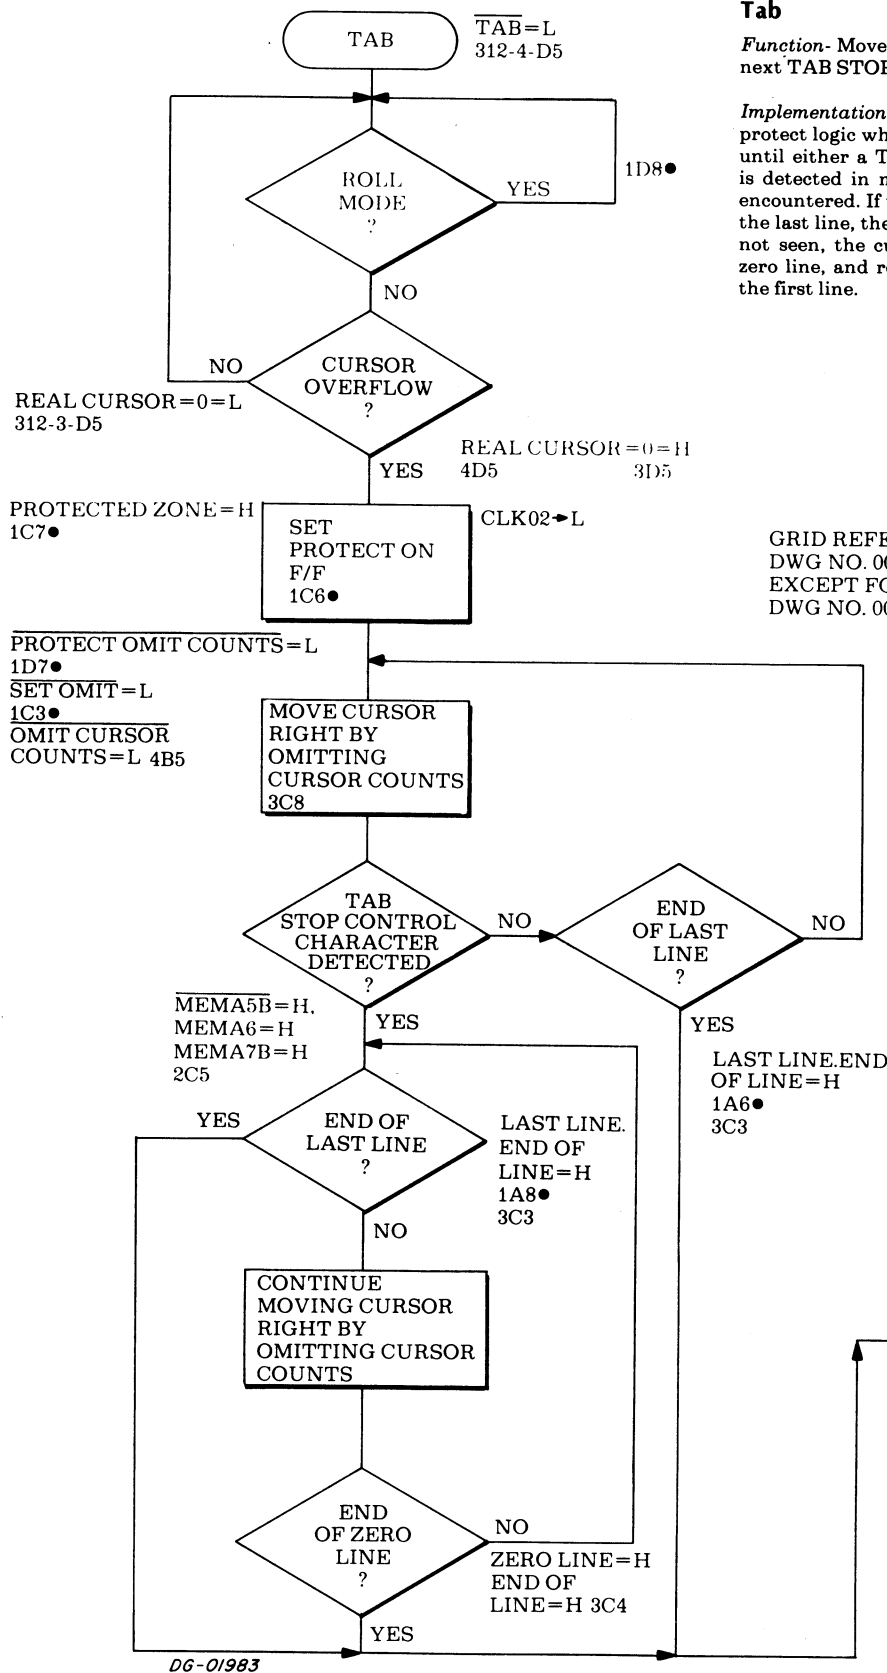 TAB
TAB=L
312-4-D5
Tab
Function- Move
next TAB STOP
Implementation
protect logic wh
until either a T
is detected in
encountered. If
the last line, the
not seen, the cu
zero line, and
the first line.
ROLL
MODE
?
YES
1D8●
NO
CURSOR
OVERFLOW
?
NO
REAL CURSOR=0=L
312-3-D5
YES
REAL CURSOR=0=H
4D5 3D5
PROTECTED ZONE=H
1C7●
SET
PROTECT ON
F/F
1C6●
CLK02→L
GRID REFE
DWG NO. 00
EXCEPT FO
DWG NO. 00
PROTECT OMIT COUNTS=L
1D7●
SET OMIT=L
1C3●
OMIT CURSOR
COUNTS=L 4B5
MOVE CURSOR
RIGHT BY
OMITTING
CURSOR COUNTS
3C8
TAB
STOP CONTROL
CHARACTER
DETECTED
?
NO
END
OF LAST
LINE
?
NO
MEMA5B=H,
MEMA6=H
MEMA7B=H
2C5
YES
YES
LAST LINE.END
OF LINE=H
1A6●
3C3
YES
END OF
LAST LINE
?
LAST LINE.
END OF
LINE=H
1A8●
3C3
NO
CONTINUE
MOVING CURSOR
RIGHT BY
OMITTING CURSOR
COUNTS
END
OF ZERO
LINE
?
NO
ZERO LINE=H
END OF
LINE=H 3C4
YES
DG-01983